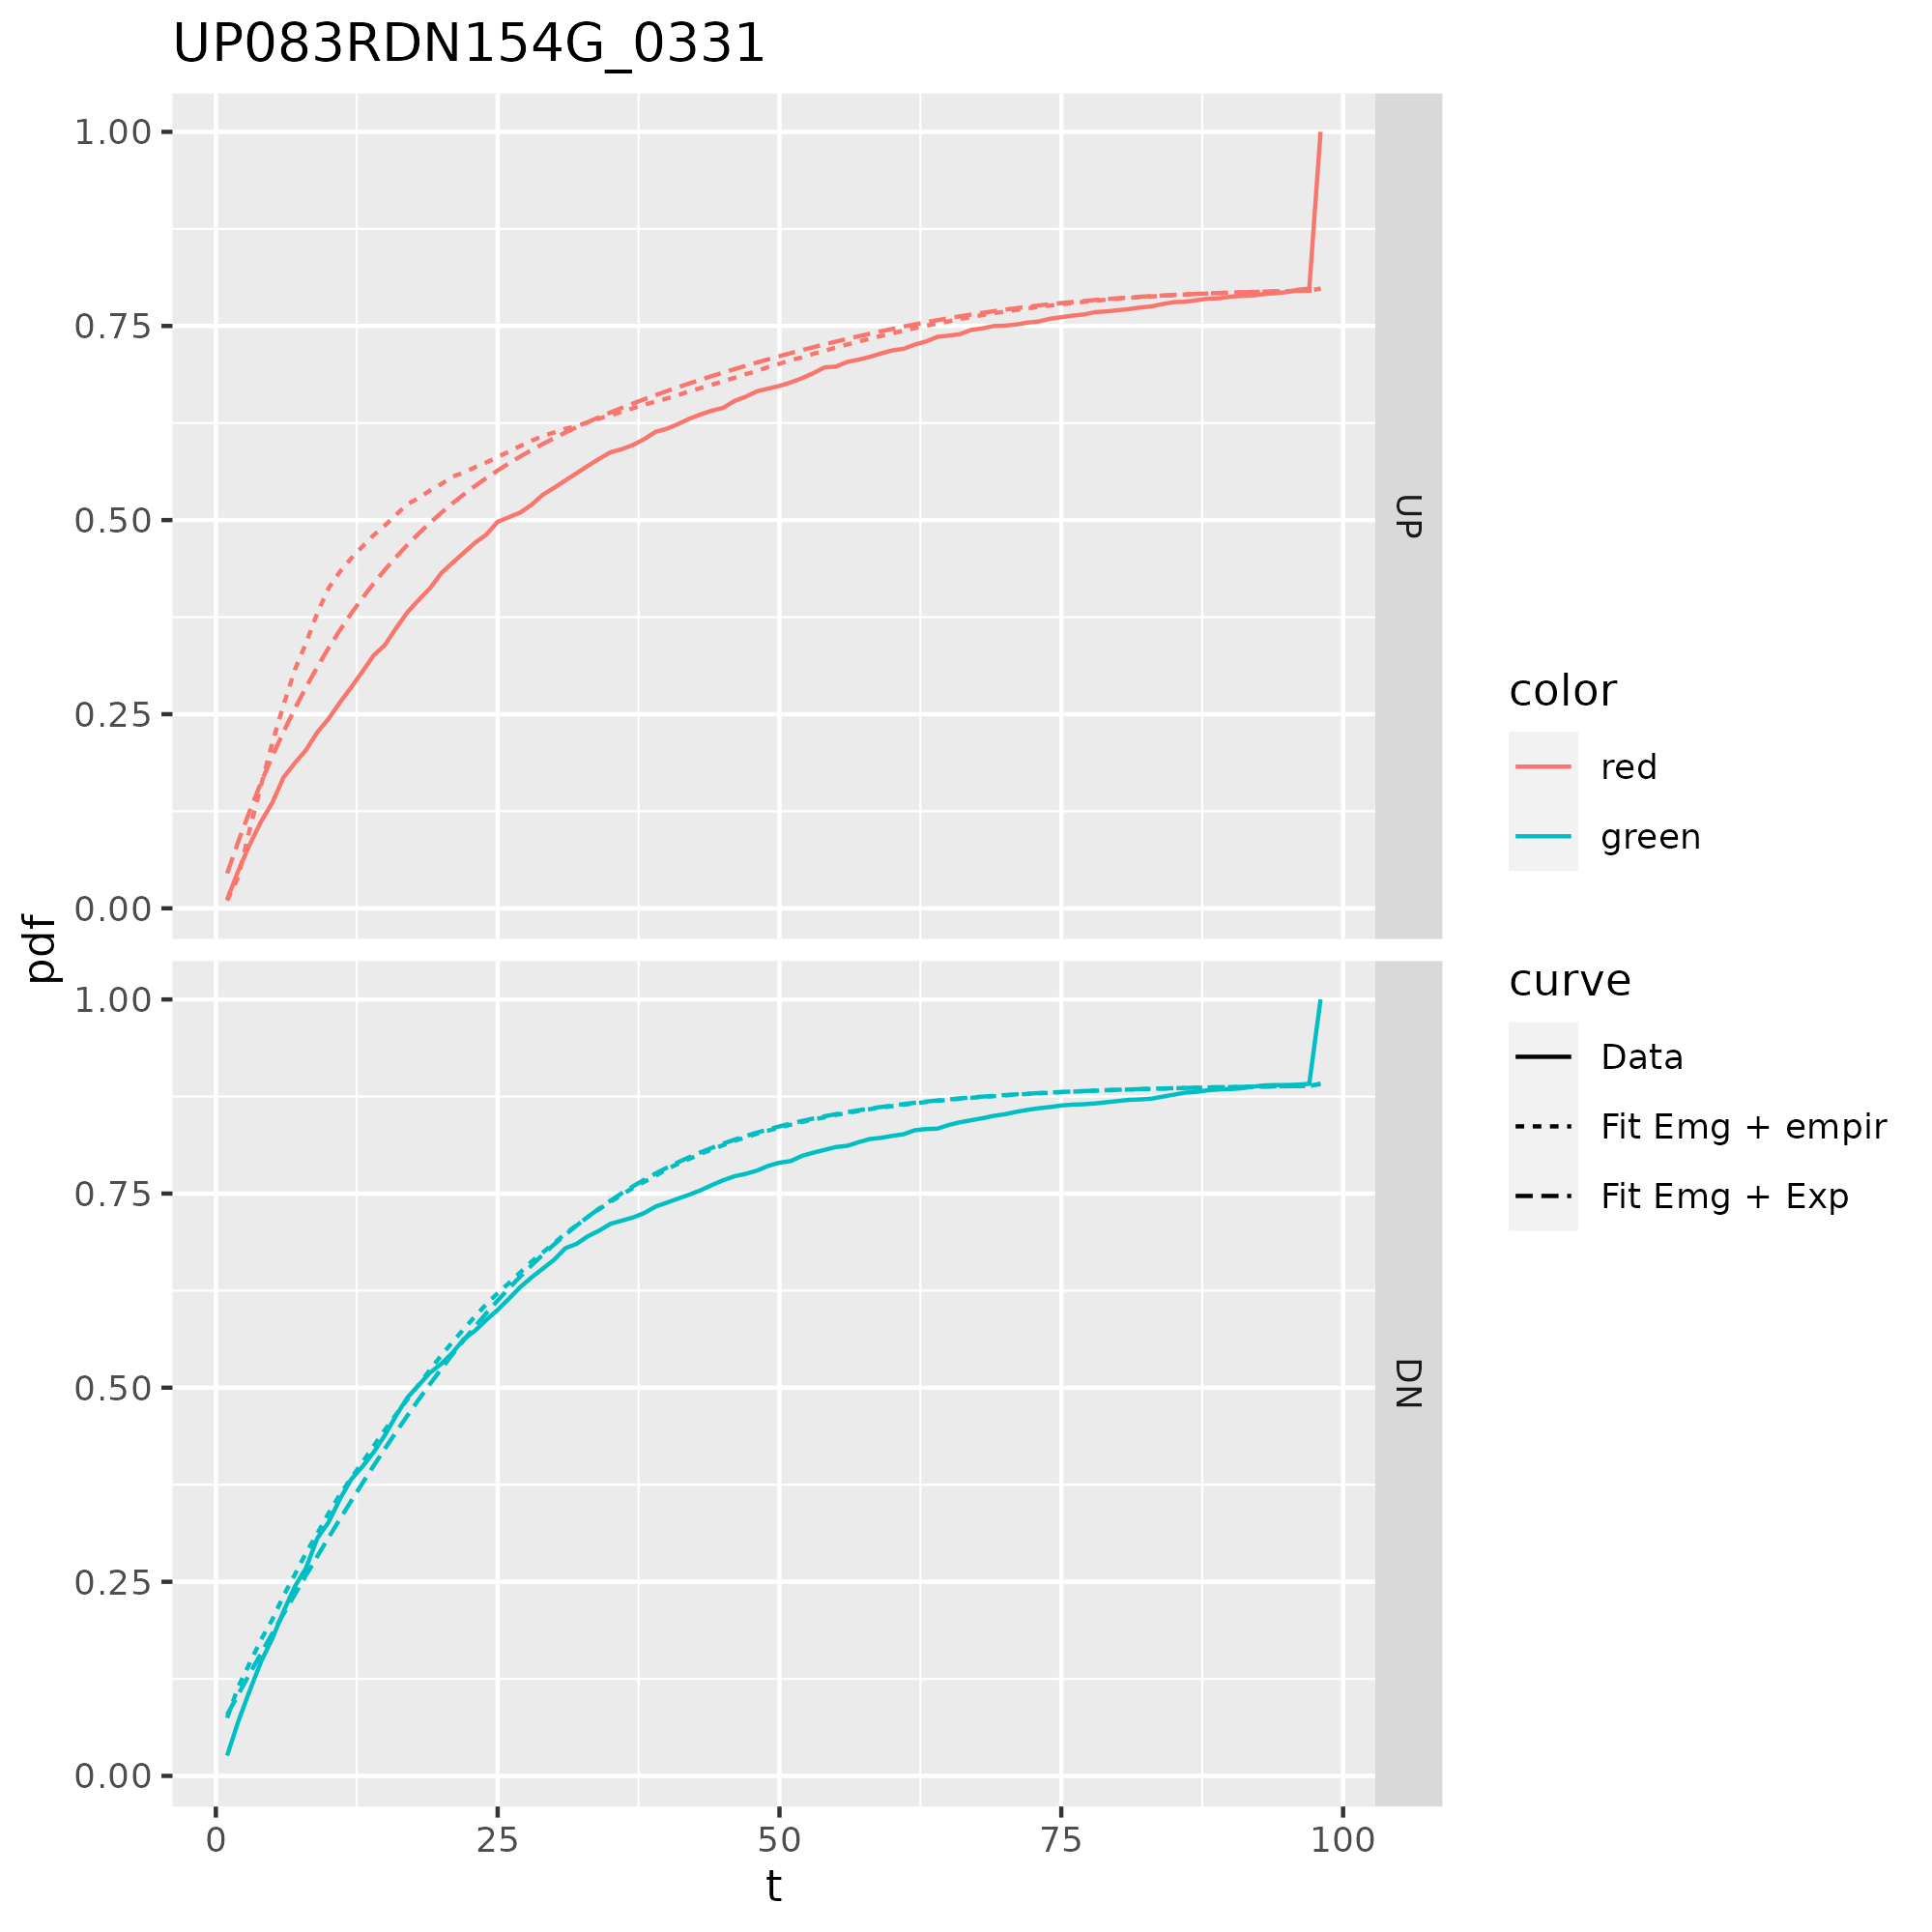 UP083RDN154G_0331
pdf
1.00
0.75
0.50
0.25
0.00
UP
1.00
0.75
0.50
0.25
0.00
DN
0 25 50 75 100
t
color
red
green
curve
Data
Fit Emg + empir
Fit Emg + Exp